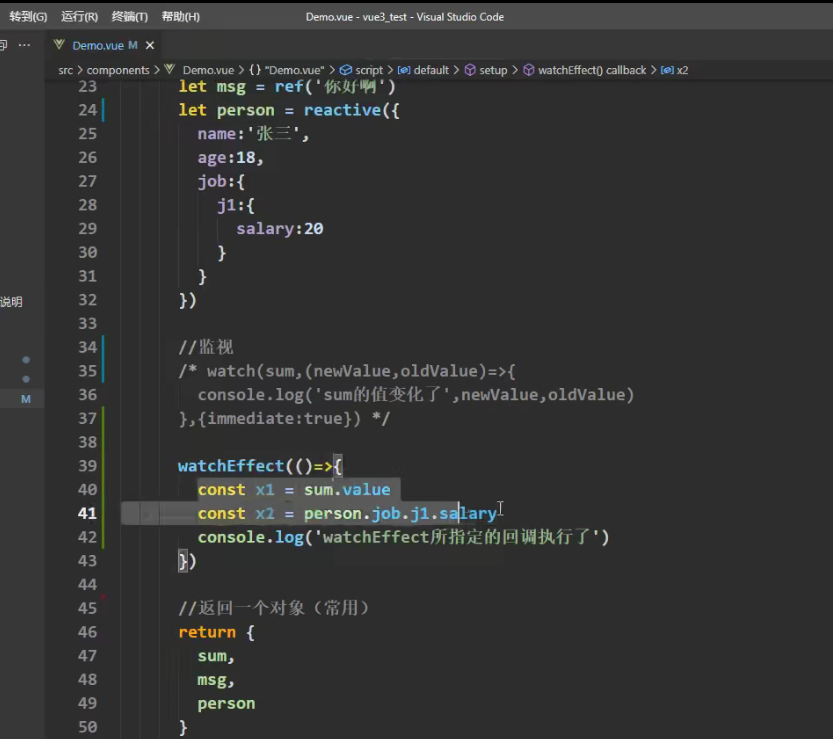 转到(G) 运行(R) 终端(T) 帮助(H) Demo.vue - vue3_test - Visual Studio Code
Demo.vue M ×
src > components > Demo.vue > {} "Demo.vue" > script > default > setup > watchEffect() callback > x2
23 let msg = ref('你好啊')
24 let person = reactive({
25 name:'张三',
26 age:18,
27 job:{
28 j1:{
29 salary:20
30 }
31 }
32 })
说明
33
34 //监视
35 /* watch(sum,(newValue,oldValue)=>{
36 console.log('sum的值变化了',newValue,oldValue)
M
37 },{immediate:true}) */
38
39 watchEffect(()=>{
40 const x1 = sum.value
41 const x2 = person.job.j1.salary
42 console.log('watchEffect所指定的回调执行了')
43 })
44
45 //返回一个对象（常用）
46 return {
47 sum,
48 msg,
49 person
50 }